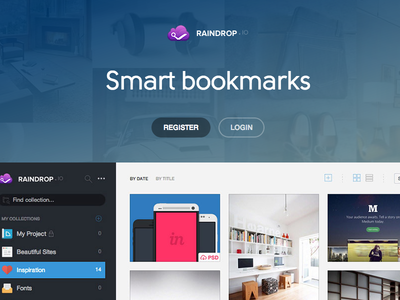 RAINDROP.IO
Smart bookmarks
REGISTER
LOGIN
RAINDROP.IO
Find collection...
MY COLLECTIONS
My Project 0
Beautiful Sites 0
Inspiration 14
Fonts 0
BY DATE BY TITLE
in
PSD
M